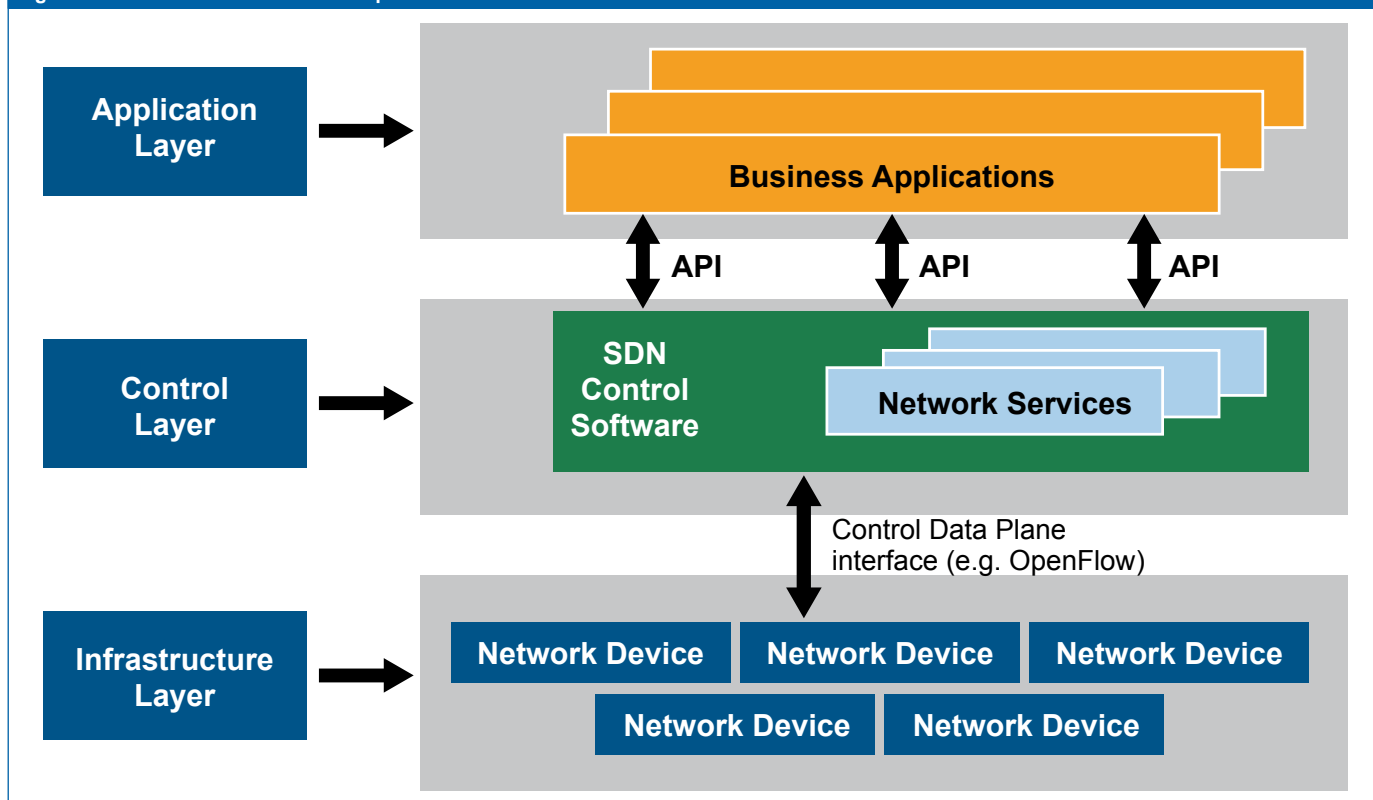 Application
Layer
Business Applications
API
API
API
Control
Layer
SDN
Control
Software
Network Services
Control Data Plane
interface (e.g. OpenFlow)
Infrastructure
Layer
Network Device
Network Device
Network Device
Network Device
Network Device